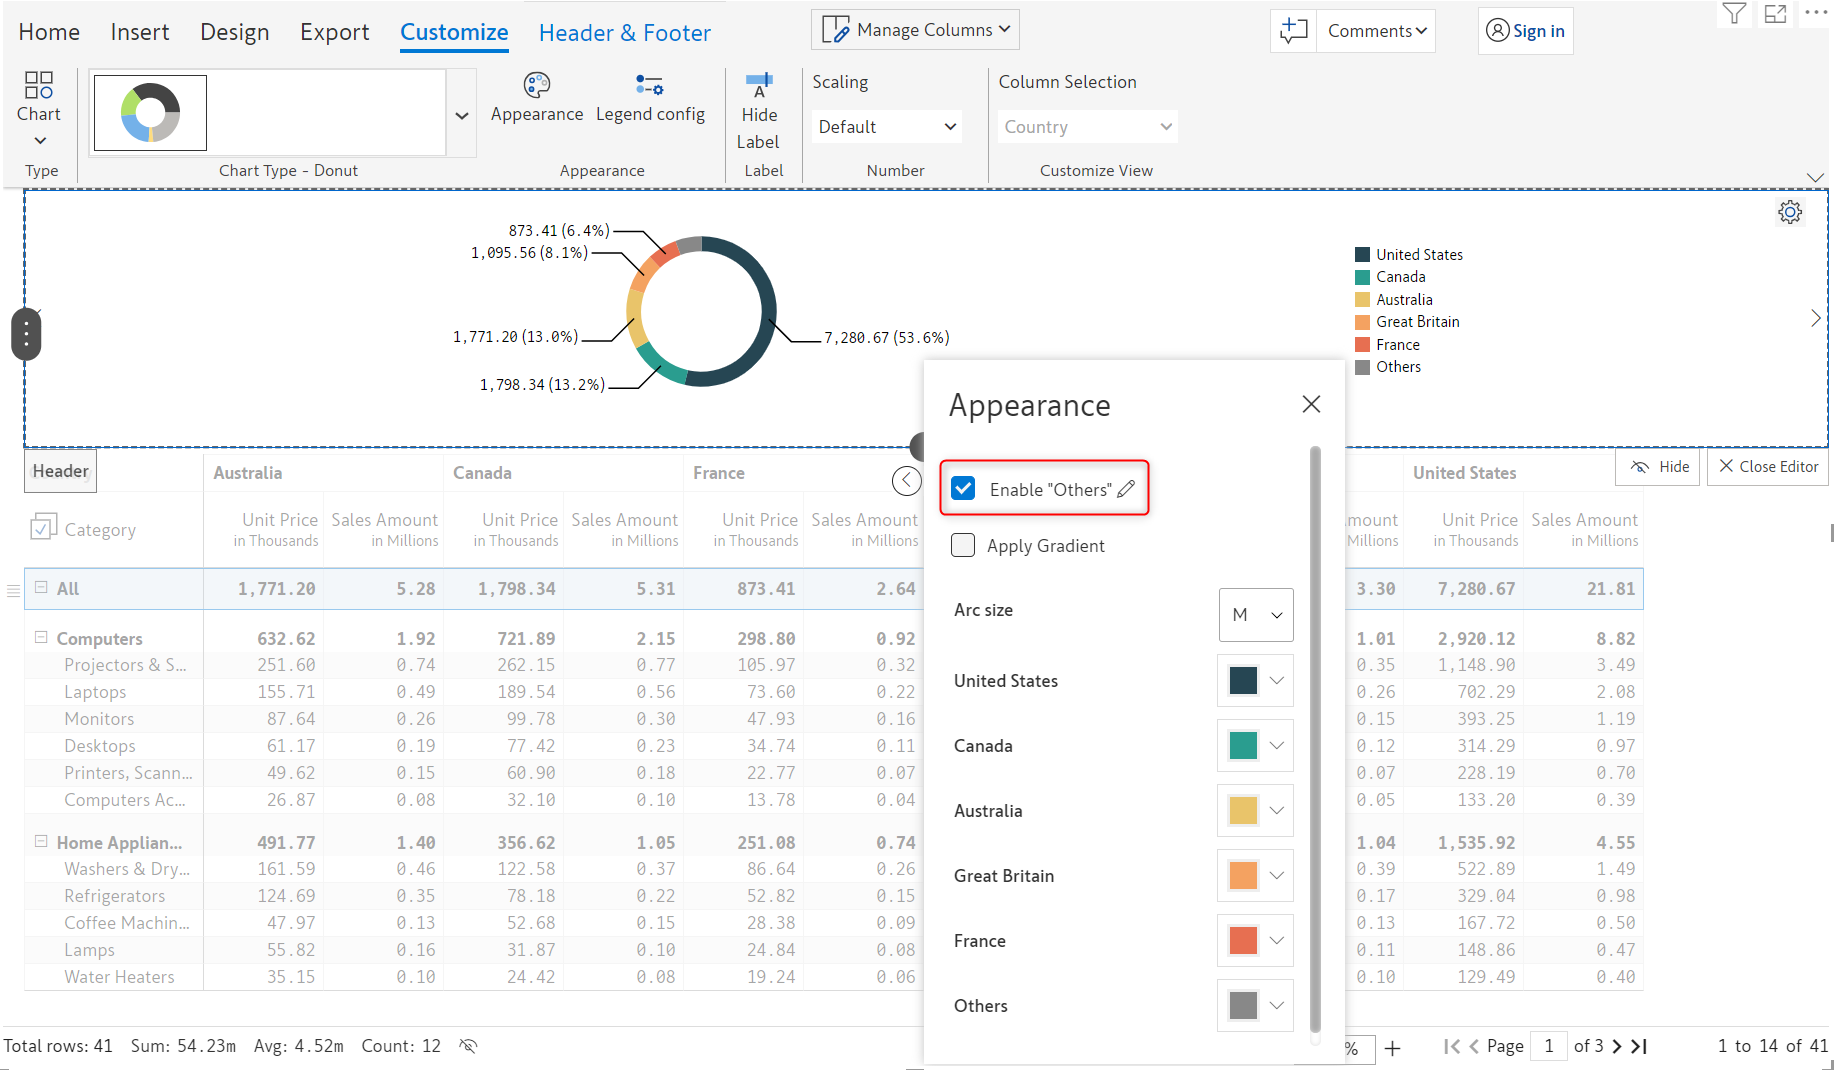 Home Insert Design Export Customize Header & Footer Manage Columns Comments Sign in
Chart
Type
Chart Type - Donut
Appearance Legend config
Appearance
Hide
Label
Label
Scaling
Default
Number
Column Selection
Country
Customize View
873.41 (6.4%)
1,095.56 (8.1%)
1,771.20 (13.0%)
1,798.34 (13.2%)
7,280.67 (53.6%)
United States
Canada
Australia
Great Britain
France
Others
Header
Hide Close Editor
Australia Canada France United States
Category
Unit Price Sales Amount Unit Price Sales Amount Unit Price Sales Amount mount Unit Price Sales Amount
in Thousands in Millions in Thousands in Millions in Thousands in Millions Millions in Thousands in Millions
All 1,771.20 5.28 1,798.34 5.31 873.41 2.64 3.30 7,280.67 21.81
Computers 632.62 1.92 721.89 2.15 298.80 0.92 1.01 2,920.12 8.82
Projectors & S... 251.60 0.74 262.15 0.77 105.97 0.32 0.35 1,148.90 3.49
Laptops 155.71 0.49 189.54 0.56 73.60 0.22 0.26 702.29 2.08
Monitors 87.64 0.26 99.78 0.30 47.93 0.16 0.15 393.25 1.19
Desktops 61.17 0.19 77.42 0.23 34.74 0.11 0.12 314.29 0.97
Printers, Scann... 49.62 0.15 60.90 0.18 22.77 0.07 0.07 228.19 0.70
Computers Ac... 26.87 0.08 32.10 0.10 13.78 0.04 0.05 133.20 0.39
Home Applian... 491.77 1.40 356.62 1.05 251.08 0.74 1.04 1,535.92 4.55
Washers & Dry... 161.59 0.46 122.58 0.37 86.64 0.26 0.39 522.89 1.49
Refrigerators 124.69 0.35 78.18 0.22 52.82 0.15 0.17 329.04 0.98
Coffee Machin... 47.97 0.13 52.68 0.15 28.38 0.09 0.13 167.72 0.50
Lamps 55.82 0.16 31.87 0.10 24.84 0.08 0.11 148.86 0.47
Water Heaters 35.15 0.10 24.42 0.08 19.24 0.06 0.10 129.49 0.40
Appearance
Enable "Others"
Apply Gradient
Arc size M
United States
Canada
Australia
Great Britain
France
Others
Total rows: 41 Sum: 54.23m Avg: 4.52m Count: 12
% + Page 1 of 3 1 to 14 of 41